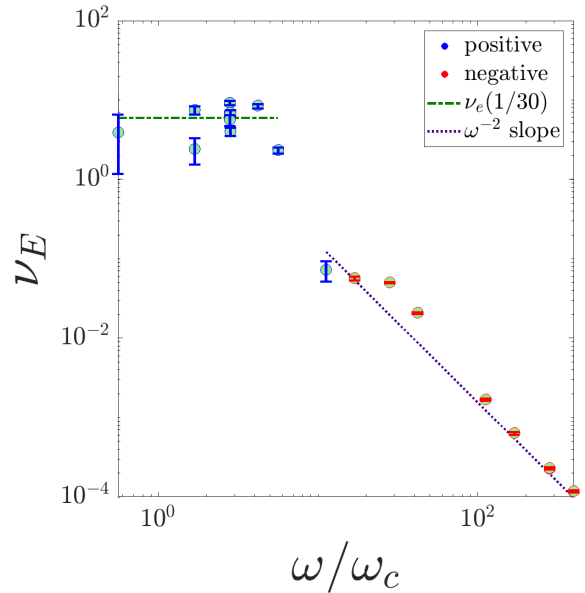 10^2
positive
negative
ν_e(1/30)
ω^{-2} slope
10^0
ν_E
10^{-2}
10^{-4}
10^0
10^2
ω/ω_c